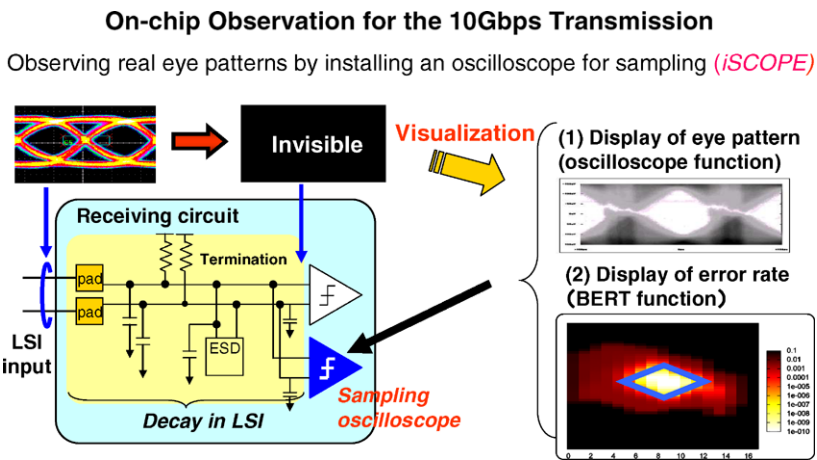 On-chip Observation for the 10Gbps Transmission
Observing real eye patterns by installing an oscilloscope for sampling (iSCOPE)
Invisible
Visualization
(1) Display of eye pattern
(oscilloscope function)
Receiving circuit
Termination
pad
pad
LSI
input
ESD
Decay in LSI
Sampling
oscilloscope
(2) Display of error rate
(BERT function)
0.1
0.01
0.001
0.0001
1e-005
1e-006
1e-007
1e-008
1e-009
1e-010
0 2 4 6 8 10 12 14 16